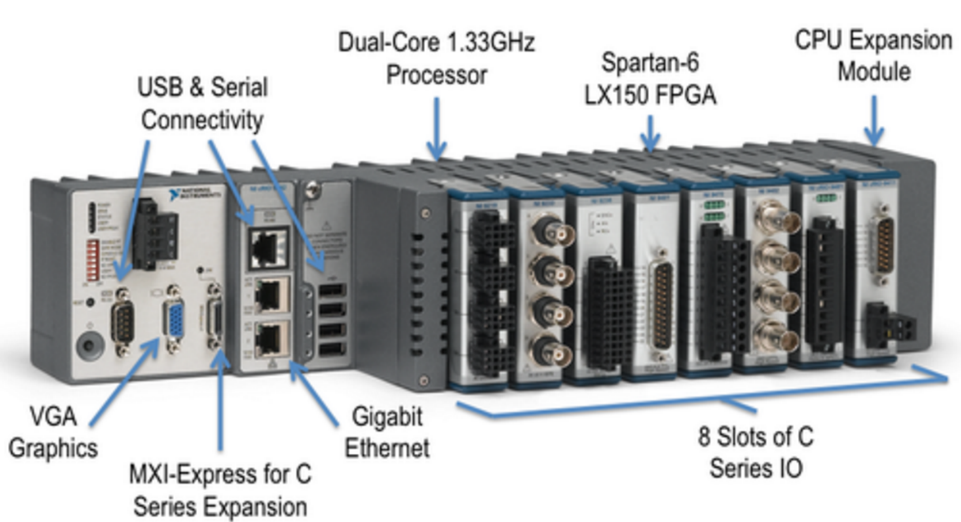 Dual-Core 1.33GHz
Processor
CPU Expansion
Module
Spartan-6
LX150 FPGA
USB & Serial
Connectivity
NATIONAL
INSTRUMENTS
VGA
Graphics
Gigabit
Ethernet
MXI-Express for C
Series Expansion
8 Slots of C
Series IO